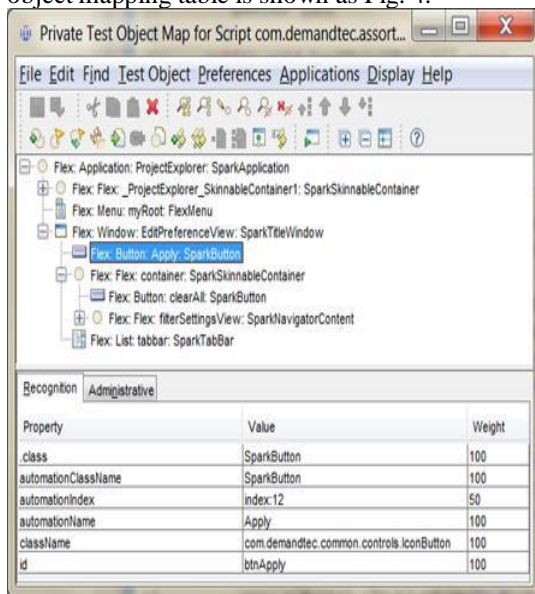 object mapping table is shown as Fig. 4.
Private Test Object Map for Script com.demandtec.assort...
File Edit Find Test Object Preferences Applications Display Help
Flex: Application: ProjectExplorer: SparkApplication
Flex: Flex: _ProjectExplorer_SkinnableContainer1: SparkSkinnableContainer
Flex: Menu: myRoot: FlexMenu
Flex: Window: EditPreferenceView: SparkTitleWindow
Flex: Button: Apply: SparkButton
Flex: Flex: container: SparkSkinnableContainer
Flex: Button: clearAll: SparkButton
Flex: Flex: filterSettingsView: SparkNavigatorContent
Flex: List: tabbar: SparkTabBar
Recognition Administrative
Property Value Weight
.class SparkButton 100
automationClassName SparkButton 100
automationIndex index:12 50
automationName Apply 100
className com.demandtec.common.controls.IconButton 100
id btnApply 100